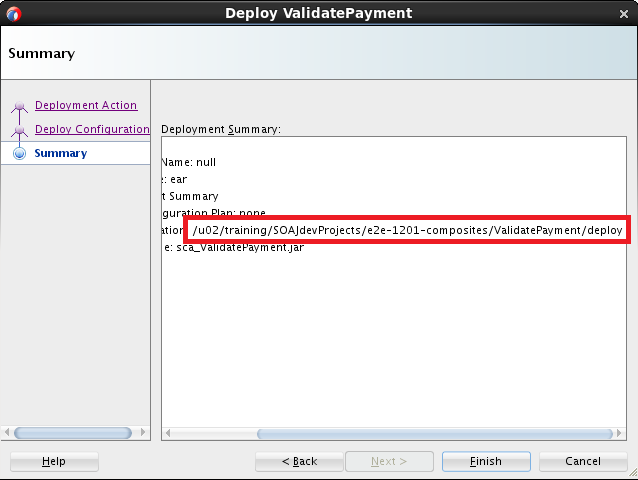 Deploy ValidatePayment
Summary
Deployment Action
Deploy Configuration
Summary
Deployment Summary:
Name: null
e: ear
t Summary
guration Plan: none
ation: /u02/training/SOAJdevProjects/e2e-1201-composites/ValidatePayment/deploy
e: sca_ValidatePayment.jar
Help
< Back
Next >
Finish
Cancel